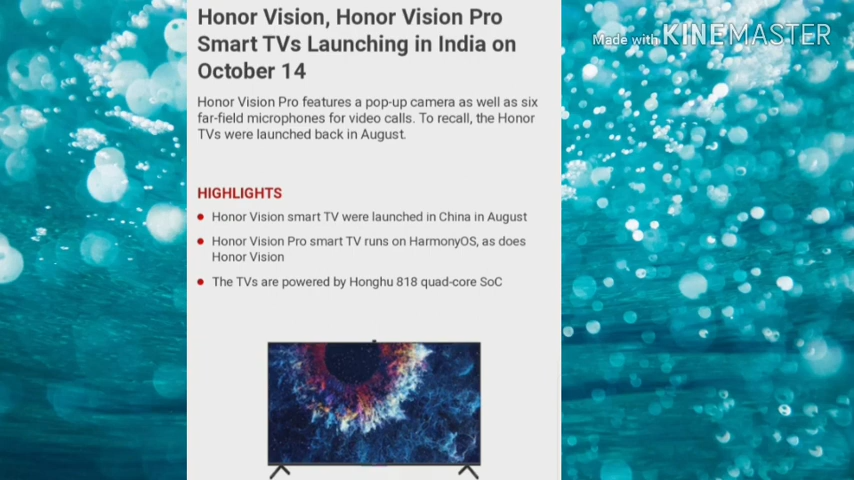 Honor Vision, Honor Vision Pro
Smart TVs Launching in India on
October 14
Honor Vision Pro features a pop-up camera as well as six
far-field microphones for video calls. To recall, the Honor
TVs were launched back in August.
HIGHLIGHTS
Honor Vision smart TV were launched in China in August
Honor Vision Pro smart TV runs on HarmonyOS, as does
Honor Vision
The TVs are powered by Honghu 818 quad-core SoC
Made with KINEMASTER